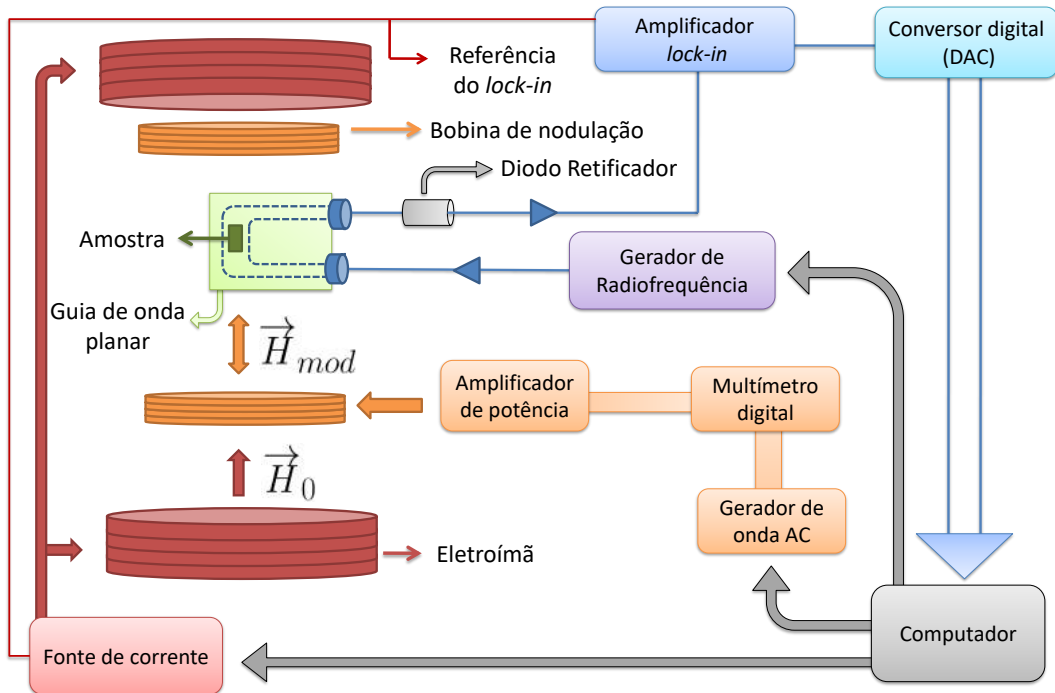 Amplificador
lock-in
Conversor digital
(DAC)
Referência
do lock-in
Bobina de nodulação
Diodo Retificador
Amostra
Gerador de
Radiofrequência
Guia de onda
planar
H mod
Amplificador
de potência
Multímetro
digital
H 0
Gerador de
onda AC
Eletroímã
Computador
Fonte de corrente